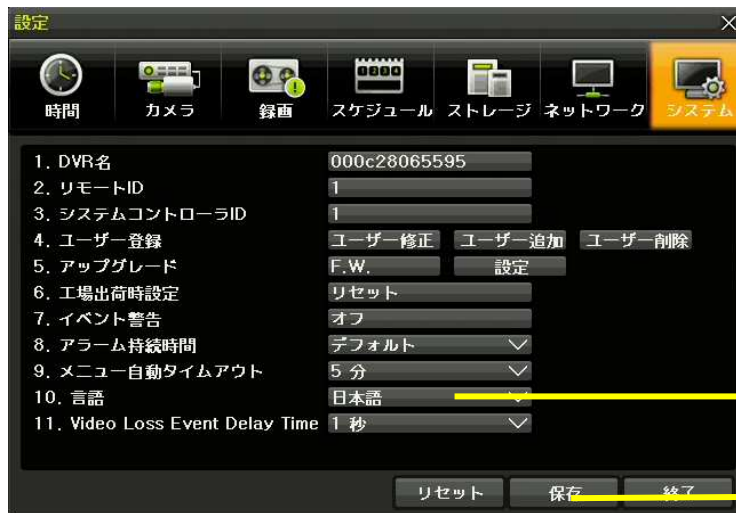 設定
時間 カメラ 録画 スケジュール ストレージ ネットワーク システム
1. DVR名 000c28065595
2. リモートID 1
3. システムコントローラID 1
4. ユーザー登録 ユーザー修正 ユーザー追加 ユーザー削除
5. アップグレード F.W. 設定
6. 工場出荷時設定 リセット
7. イベント警告 オフ
8. アラーム持続時間 デフォルト
9. メニュー自動タイムアウト 5 分
10. 言語 日本語
11. Video Loss Event Delay Time 1 秒
リセット 保存 終了